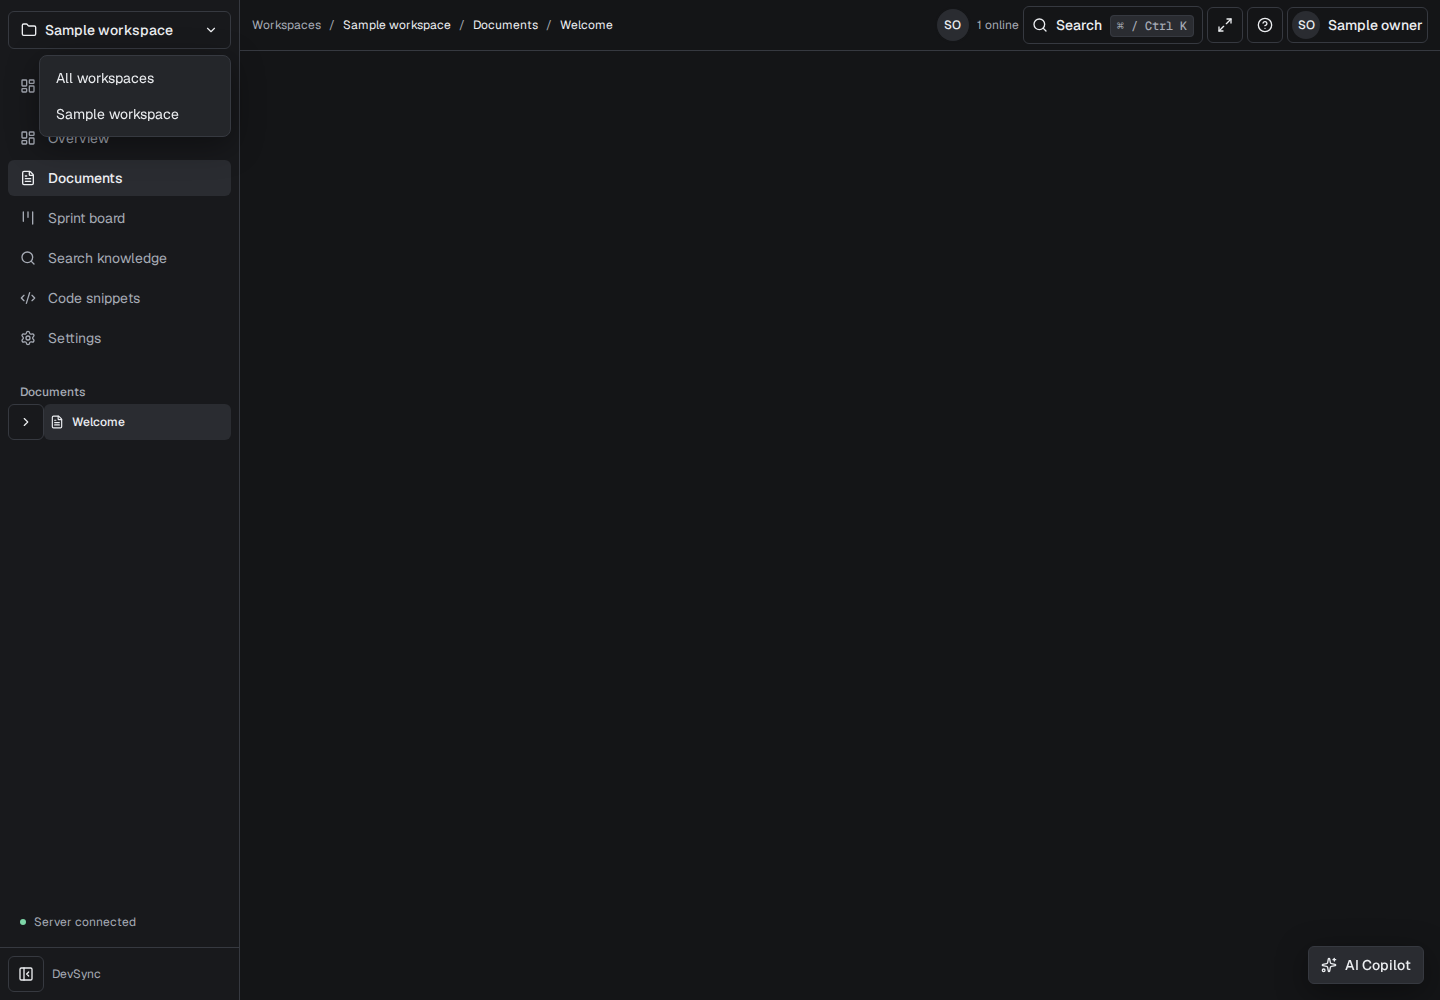 Sample workspace
Workspaces / Sample workspace / Documents / Welcome
SO 1 online
Search ⌘ / Ctrl K
SO Sample owner
All workspaces
Sample workspace
Overview
Documents
Sprint board
Search knowledge
Code snippets
Settings
Documents
Welcome
Server connected
DevSync
AI Copilot